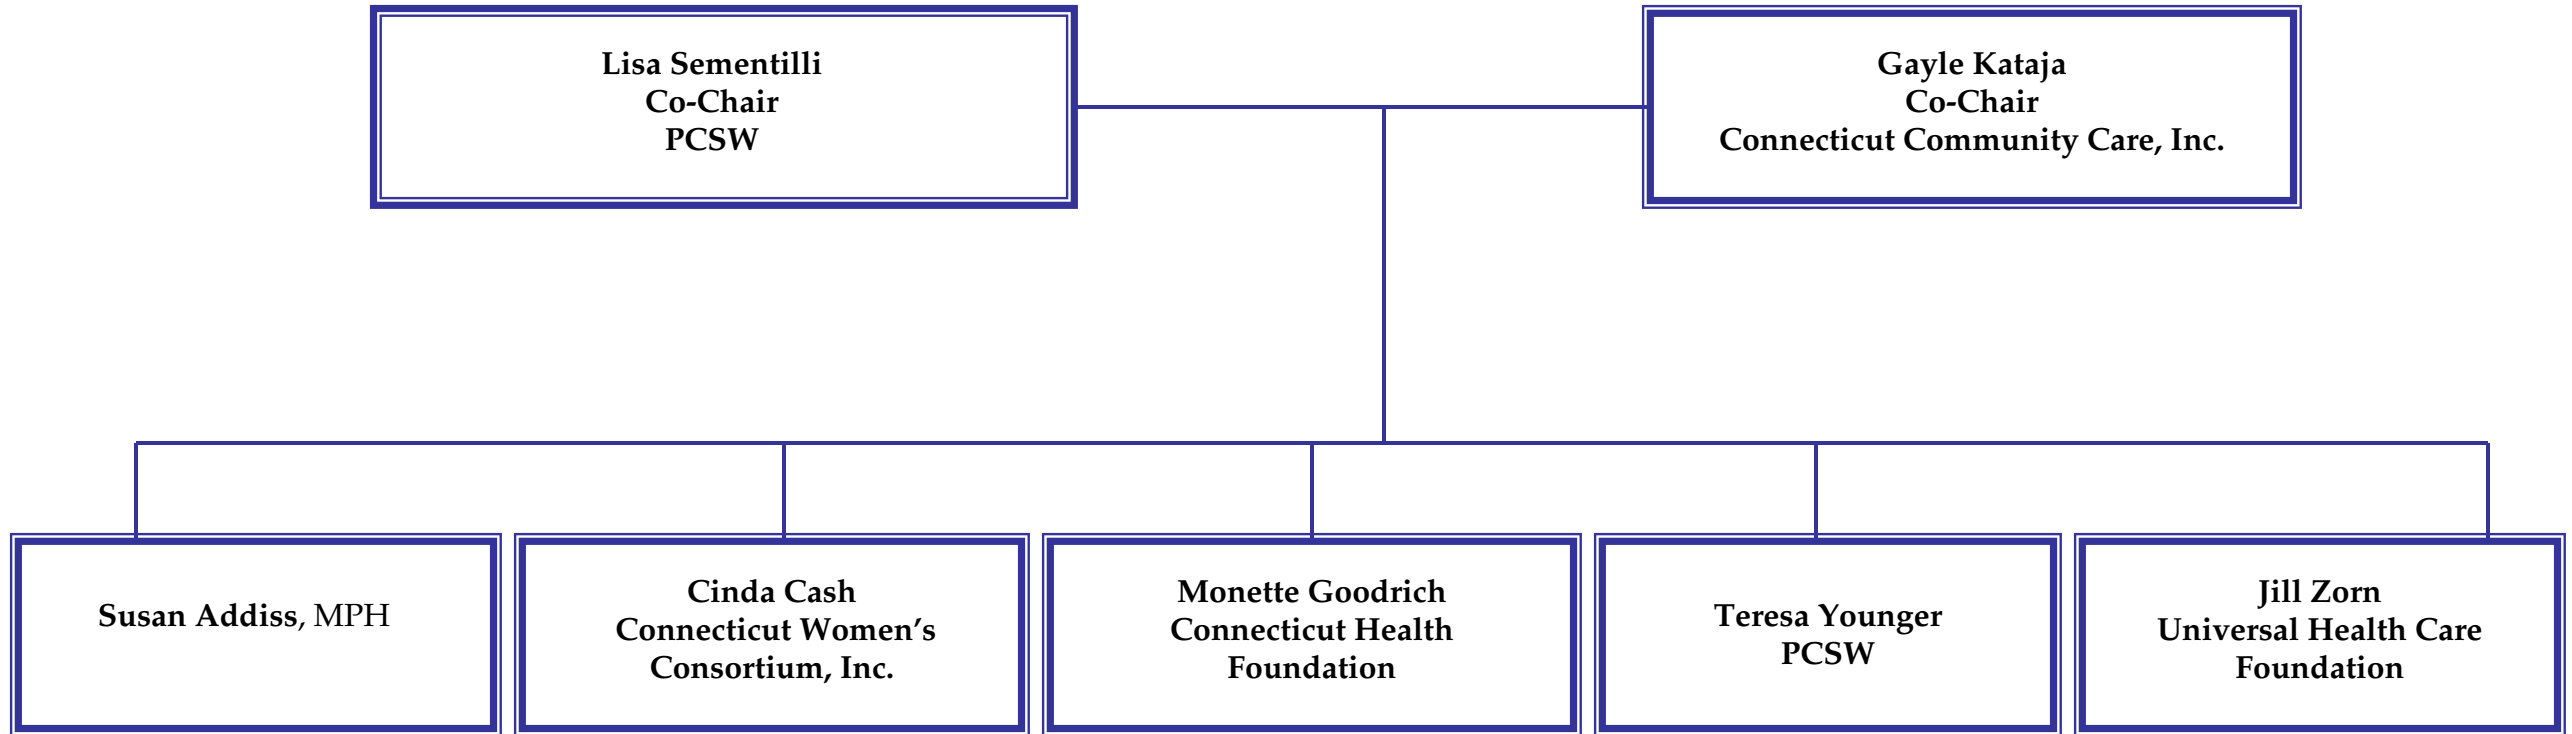 Lisa Sementilli
Co-Chair
PCSW
Gayle Kataja
Co-Chair
Connecticut Community Care, Inc.
Susan Addiss, MPH
Cinda Cash
Connecticut Women’s
Consortium, Inc.
Monette Goodrich
Connecticut Health
Foundation
Teresa Younger
PCSW
Jill Zorn
Universal Health Care
Foundation